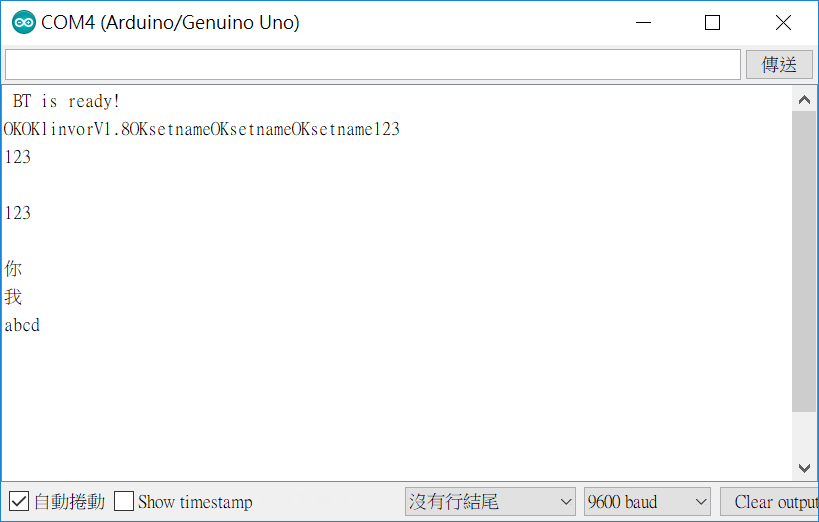 COM4 (Arduino/Genuino Uno)
傳送
BT is ready!
OKOKlinvorV1.8OKsetnameOKsetnameOKsetname123
123
123
你
我
abcd
自動捲動 Show timestamp 沒有行結尾 9600 baud Clear output